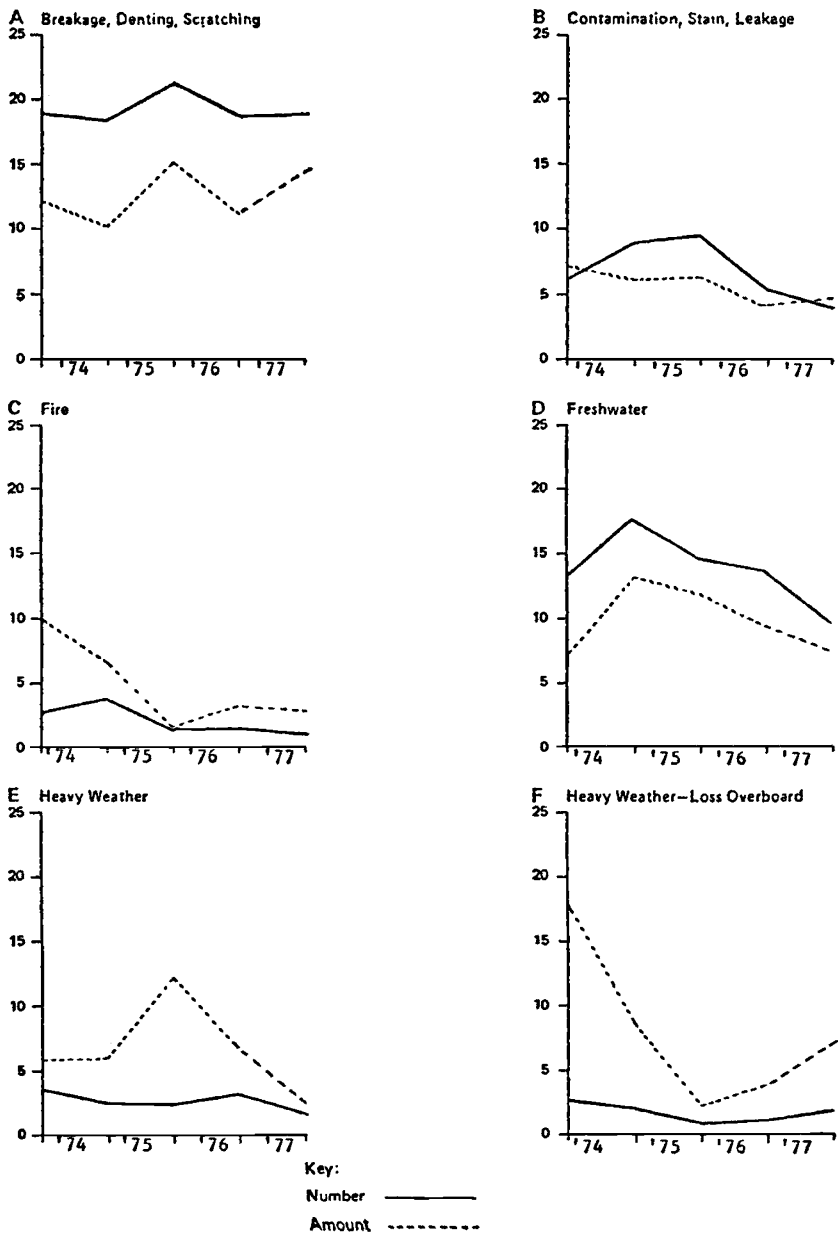 A Breakage, Denting, Scratching
25
20
15
10
5
0
'74 '75 '76 '77
B Contamination, Stain, Leakage
25
20
15
10
5
0
'74 '75 '76 '77
C Fire
25
20
15
10
5
0
'74 '75 '76 '77
D Freshwater
25
20
15
10
5
0
'74 '75 '76 '77
E Heavy Weather
25
20
15
10
5
0
'74 '75 '76 '77
F Heavy Weather—Loss Overboard
25
20
15
10
5
0
'74 '75 '76 '77
Key:
Number
Amount